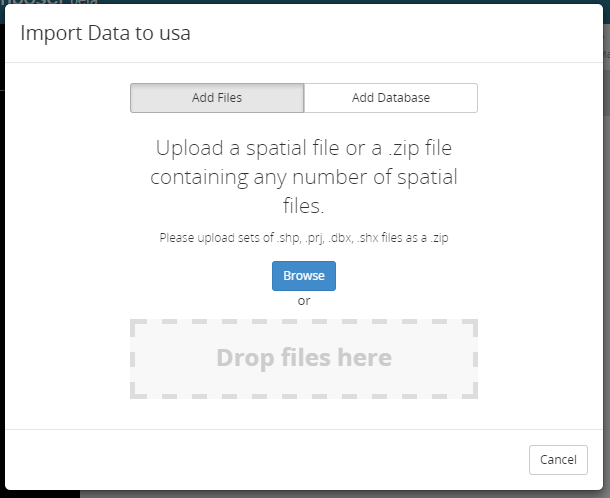 beta
Import Data to usa
Add Files
Add Database
Upload a spatial file or a .zip file
containing any number of spatial
files.
Please upload sets of .shp, .prj, .dbx, .shx files as a .zip
Browse
or
Drop files here
Cancel